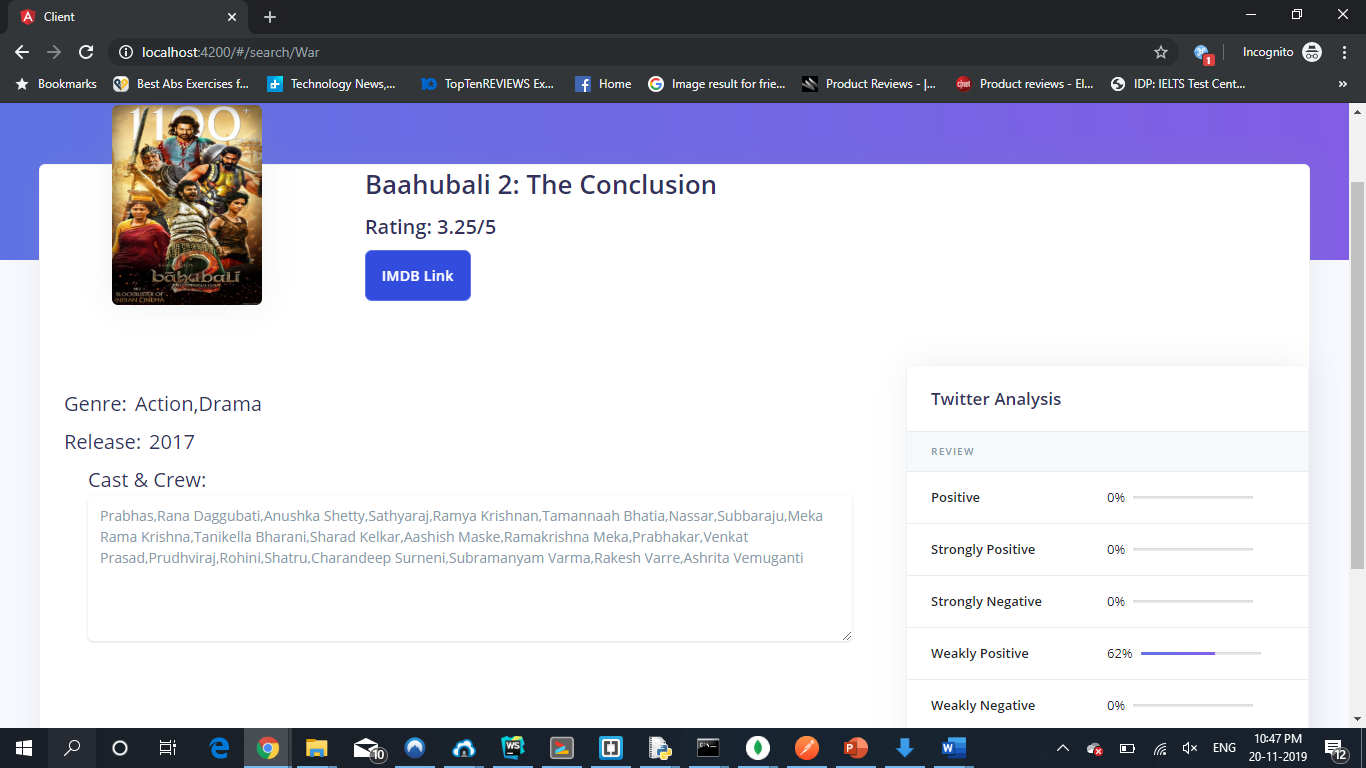 Client
localhost:4200/#/search/War
1
Incognito
Bookmarks
Best Abs Exercises f...
Technology News,...
TopTenREVIEWS Ex...
Home
Image result for frie...
Product Reviews - |...
Product reviews - El...
IDP: IELTS Test Cent...
»
1100
bāhubali
2
BLOCKBUSTER OF
INDIAN CINEMA
Baahubali 2: The Conclusion
Rating: 3.25/5
IMDB Link
Genre: Action,Drama
Release: 2017
Cast & Crew:
Prabhas,Rana Daggubati,Anushka Shetty,Sathyaraj,Ramya Krishnan,Tamannaah Bhatia,Nassar,Subbaraju,Meka
Rama Krishna,Tanikella Bharani,Sharad Kelkar,Aashish Maske,Ramakrishna Meka,Prabhakar,Venkat
Prasad,Prudhviraj,Rohini,Shatru,Charandeep Surneni,Subramanyam Varma,Rakesh Varre,Ashrita Vemuganti
Twitter Analysis
REVIEW
Positive 0%
Strongly Positive 0%
Strongly Negative 0%
Weakly Positive 62%
Weakly Negative 0%
10
WS
ENG
10:47 PM
20-11-2019
12